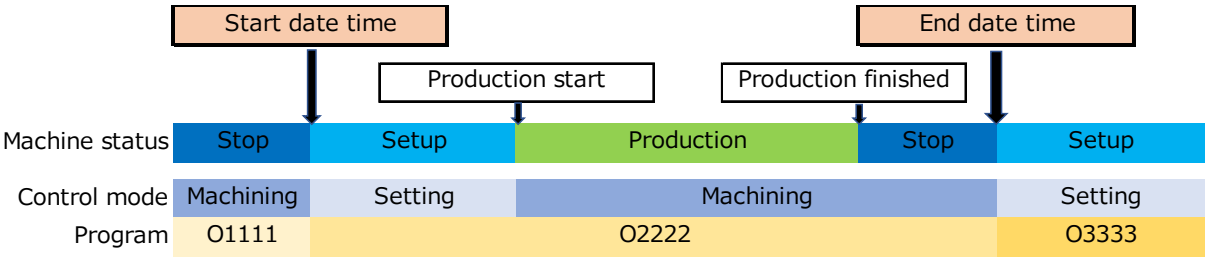 Start date time
End date time
Production start
Production finished
Machine status Stop Setup Production Stop Setup
Control mode Machining Setting Machining Setting
Program O1111 O2222 O3333